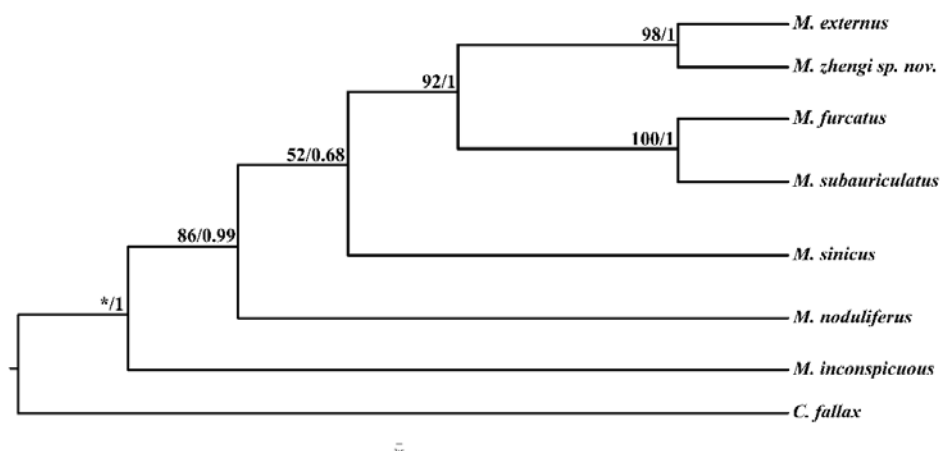 M. externus
98/1
M. zhengi sp. nov.
92/1
M. furcatus
100/1
52/0.68
M. subauriculatus
86/0.99
M. sinicus
*/1
M. noduliferus
M. inconspicuous
C. fallax